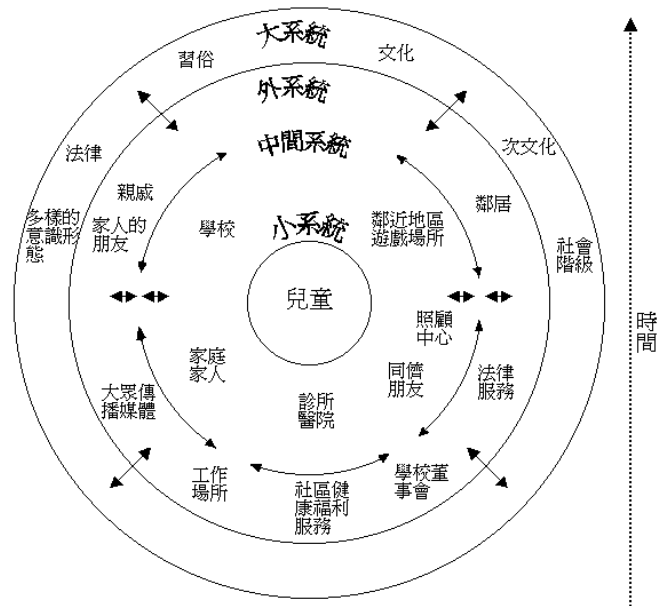 大系統
習俗
文化
外系統
中間系統
法律
次文化
親戚
多樣的
意識形
態
家人的
朋友
學校
小系統
鄰近地區
遊戲場所
鄰居
社會
階級
兒童
時間
照顧
中心
家庭
家人
同儕
朋友
法律
服務
大眾傳
播媒體
診所
醫院
工作
場所
社區健
康福利
服務
學校董
事會